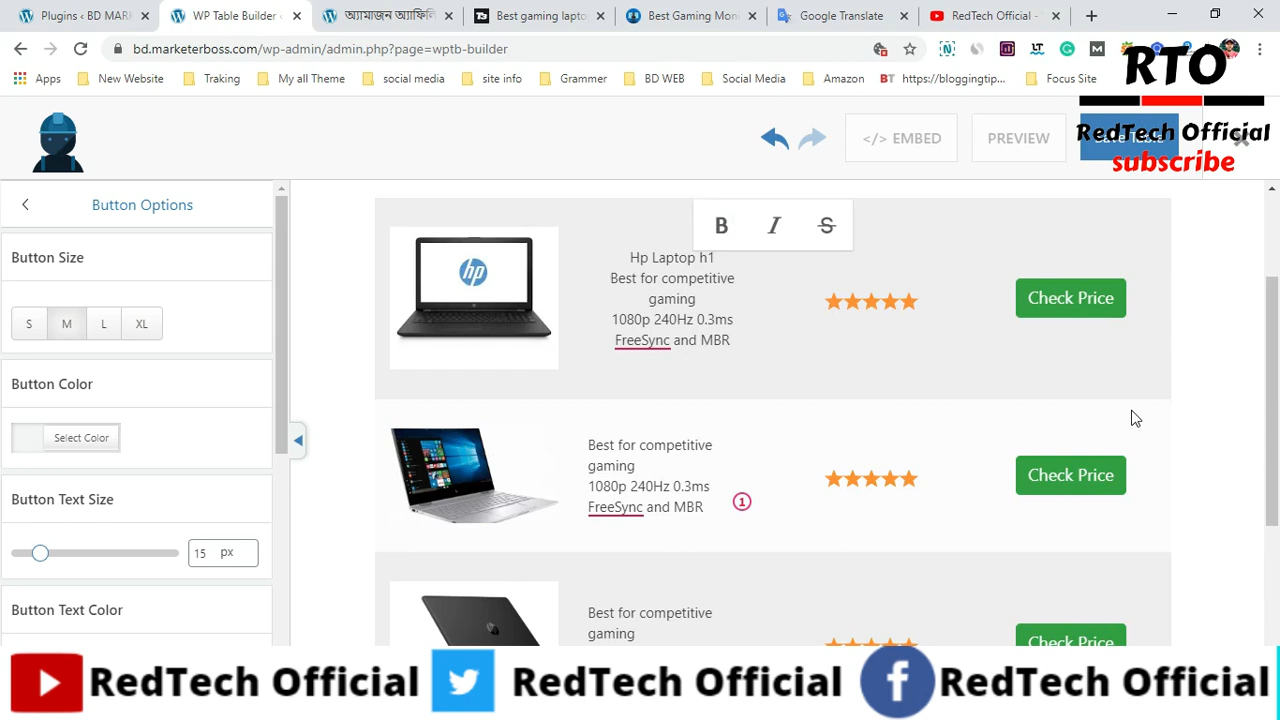 Plugins ‹ BD MARK
WP Table Builder ‹
অ্যামাজন অ্যাফিলি
Best gaming lapto
Best Gaming Mon
Google Translate
RedTech Official -
bd.marketerboss.com/wp-admin/admin.php?page=wptb-builder
Apps
New Website
Traking
My all Theme
social media
site info
Grammer
BD WEB
Social Media
Amazon
BT https://bloggingtip...
Focus Site
RTO
RedTech Official
subscribe
</> EMBED
PREVIEW
Save Table
Button Options
Button Size
S M L XL
Button Color
Select Color
Button Text Size
15 px
Button Text Color
B I S
hp
Hp Laptop h1
Best for competitive
gaming
1080p 240Hz 0.3ms
FreeSync and MBR
Check Price
Best for competitive
gaming
1080p 240Hz 0.3ms
FreeSync and MBR
1
Check Price
Best for competitive
gaming
Check Price
RedTech Official
RedTech Official
RedTech Official